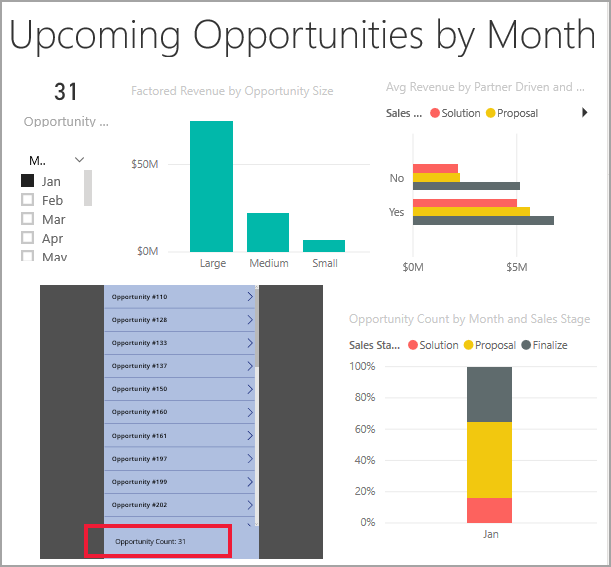 Upcoming Opportunities by Month
31
Opportunity ...
M..
Jan
Feb
Mar
Apr
May
Factored Revenue by Opportunity Size
$50M
$0M
Large Medium Small
Avg Revenue by Partner Driven and ...
Sales ... Solution Proposal
No
Yes
$0M $5M
Opportunity #110
Opportunity #128
Opportunity #133
Opportunity #137
Opportunity #150
Opportunity #160
Opportunity #161
Opportunity #197
Opportunity #199
Opportunity #202
Opportunity Count: 31
Opportunity Count by Month and Sales Stage
Sales Sta... Solution Proposal Finalize
100%
80%
60%
40%
20%
0%
Jan